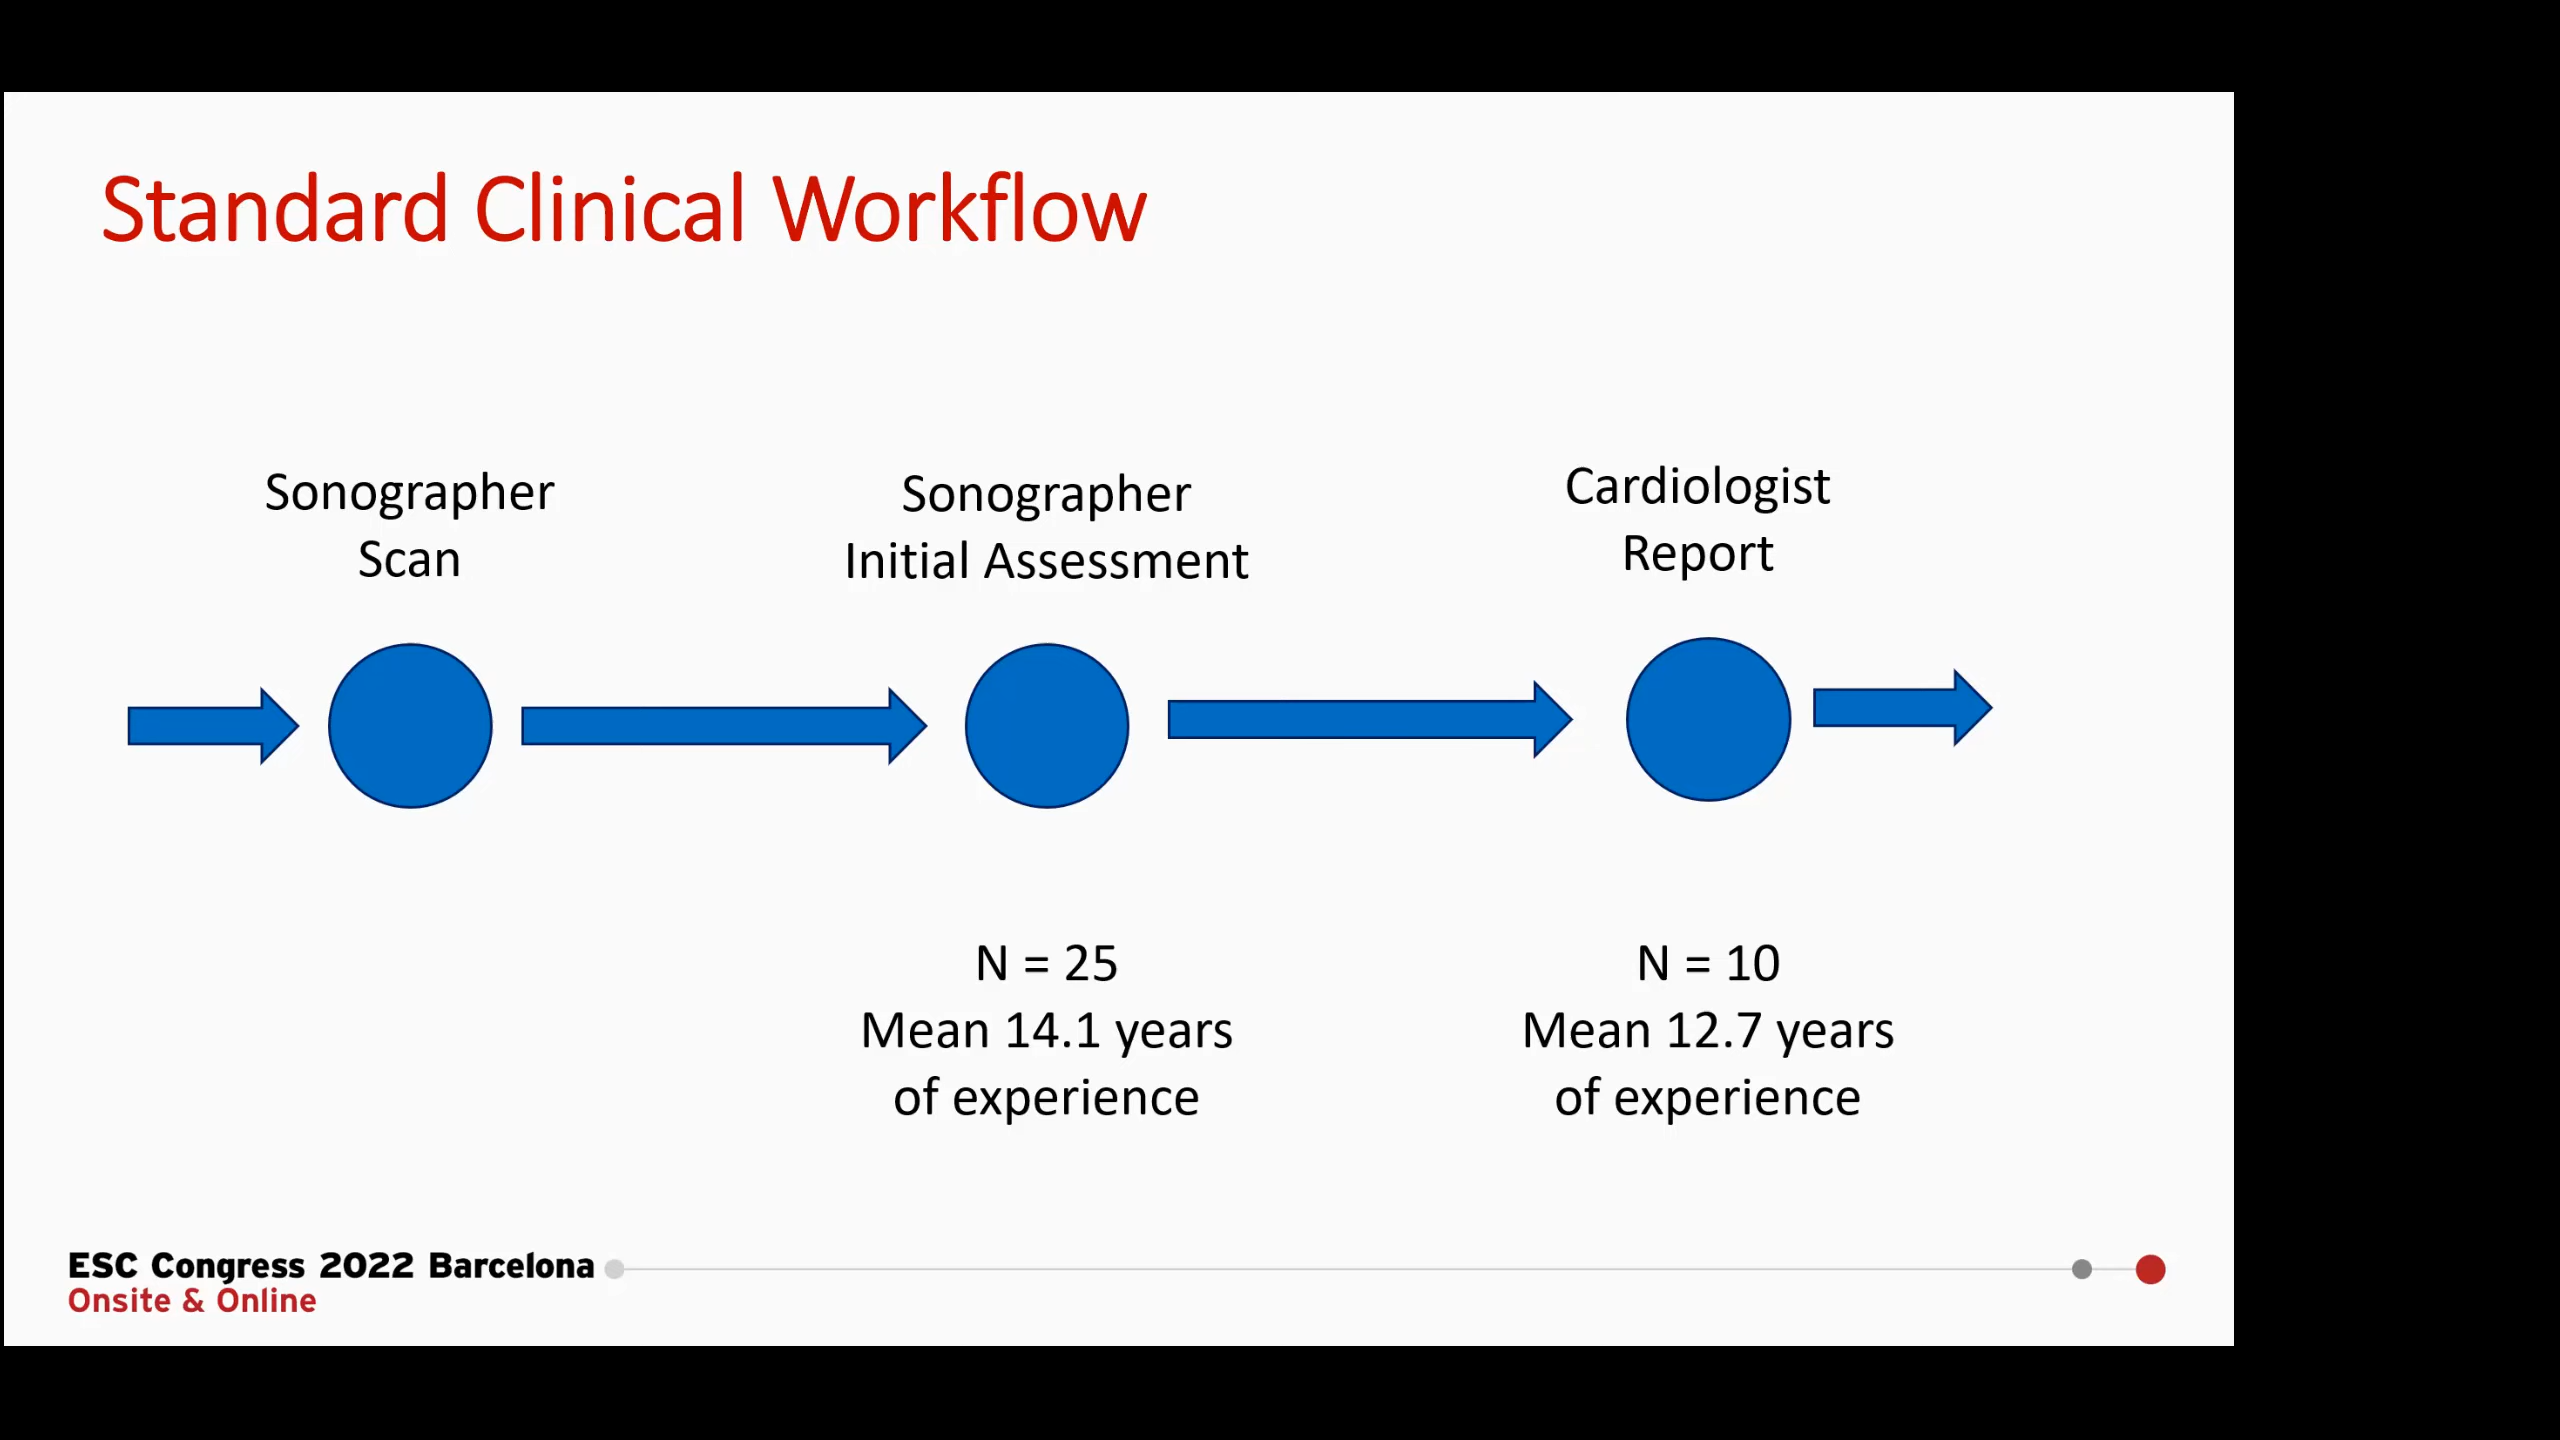 Standard Clinical Workflow
Sonographer
Scan
Sonographer
Initial Assessment
Cardiologist
Report
N = 25
Mean 14.1 years
of experience
N = 10
Mean 12.7 years
of experience
ESC Congress 2022 Barcelona
Onsite & Online